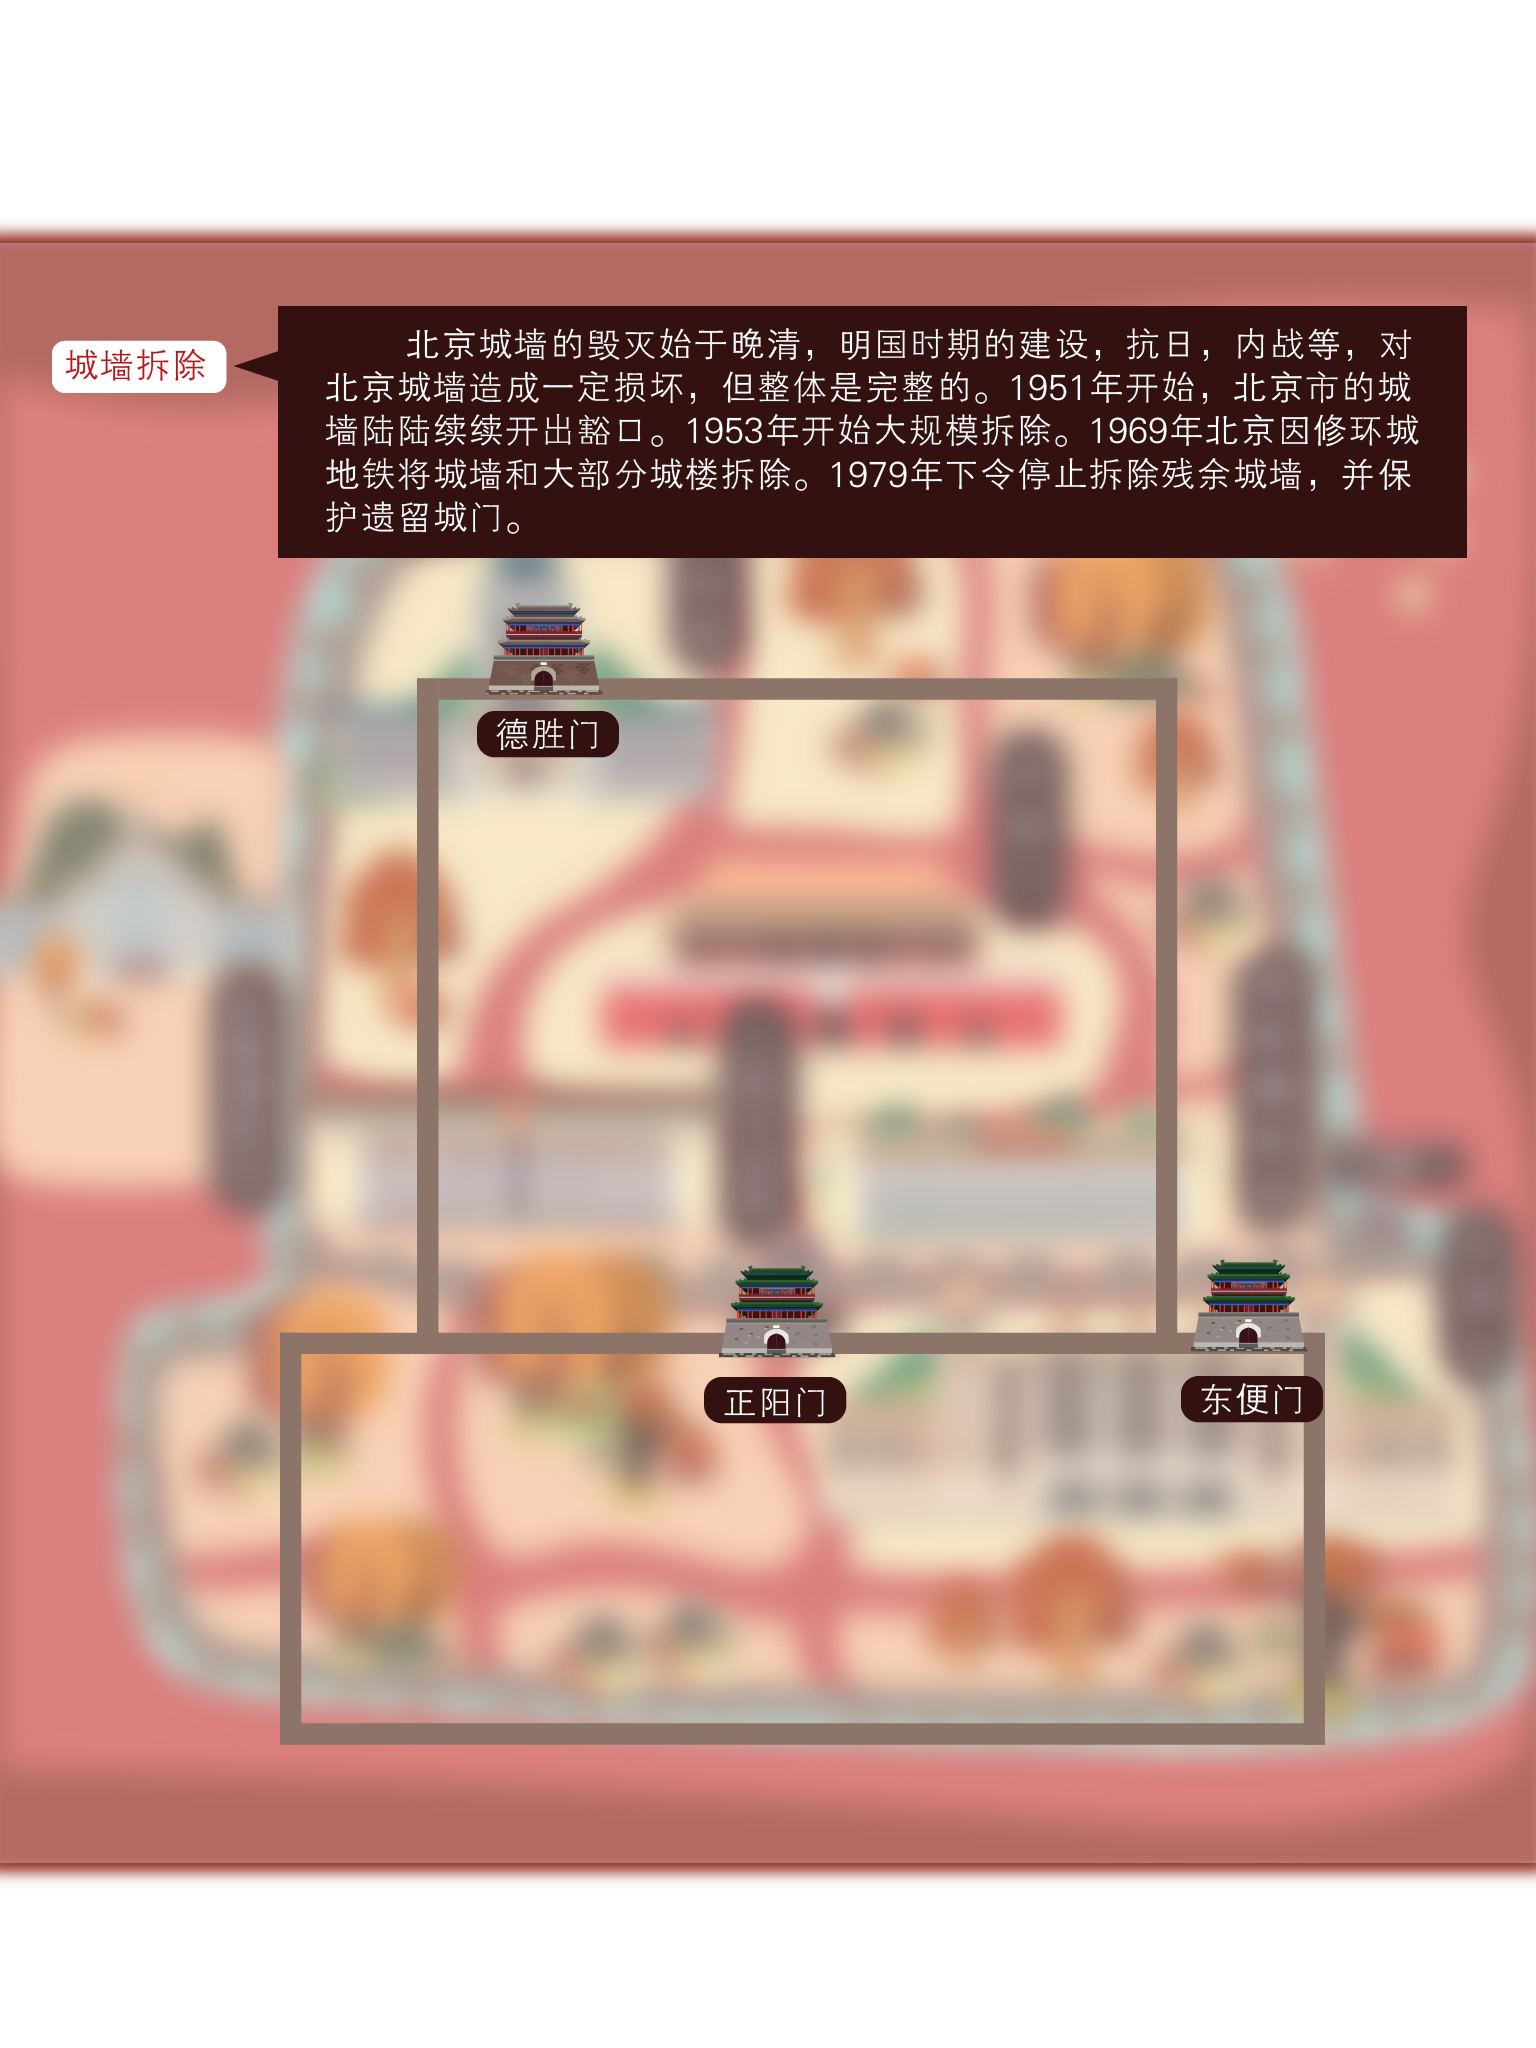 城墙拆除
北京城墙的毁灭始于晚清，明国时期的建设，抗日，内战等，对
北京城墙造成一定损坏，但整体是完整的。1951年开始，北京市的城
墙陆陆续续开出豁口。1953年开始大规模拆除。1969年北京因修环城
地铁将城墙和大部分城楼拆除。1979年下令停止拆除残余城墙，并保
护遗留城门。
德胜门
正阳门
东便门